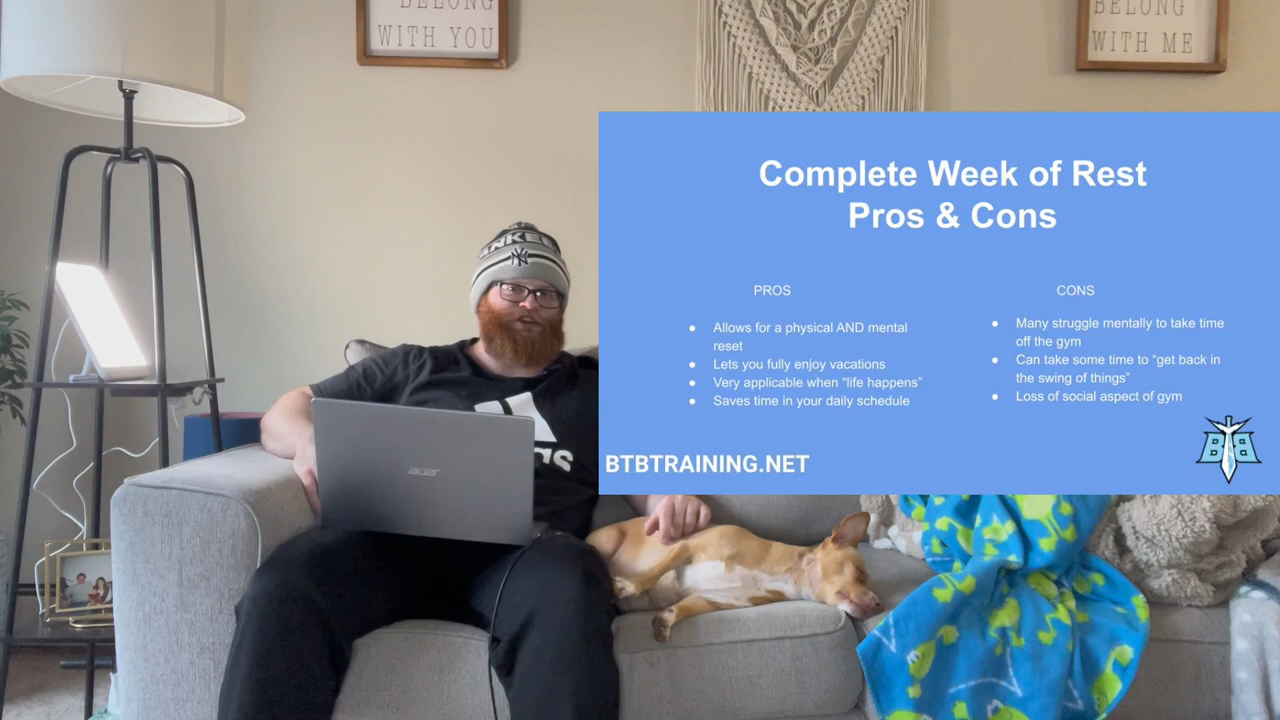 BELONG
WITH YOU
BELONG
WITH ME
Complete Week of Rest
Pros & Cons
PROS
● Allows for a physical AND mental
reset
● Lets you fully enjoy vacations
● Very applicable when “life happens”
● Saves time in your daily schedule
CONS
● Many struggle mentally to take time
off the gym
● Can take some time to “get back in
the swing of things”
● Loss of social aspect of gym
BTB
BTBTRAINING.NET
NY
acer